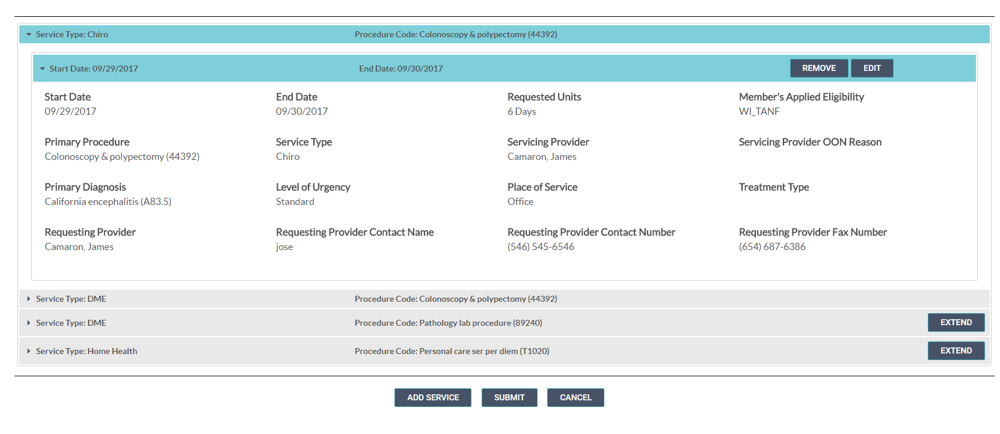 Service Type: Chiro Procedure Code: Colonoscopy & polypectomy (44392)
Start Date: 09/29/2017 End Date: 09/30/2017 REMOVE EDIT
Start Date End Date Requested Units Member's Applied Eligibility
09/29/2017 09/30/2017 6 Days WI_TANF
Primary Procedure Service Type Servicing Provider Servicing Provider OON Reason
Colonoscopy & polypectomy (44392) Chiro Camaron, James
Primary Diagnosis Level of Urgency Place of Service Treatment Type
California encephalitis (A83.5) Standard Office
Requesting Provider Requesting Provider Contact Name Requesting Provider Contact Number Requesting Provider Fax Number
Camaron, James jose (546) 545-6546 (654) 687-6386
Service Type: DME Procedure Code: Colonoscopy & polypectomy (44392)
Service Type: DME Procedure Code: Pathology lab procedure (89240) EXTEND
Service Type: Home Health Procedure Code: Personal care ser per diem (T1020) EXTEND
ADD SERVICE SUBMIT CANCEL